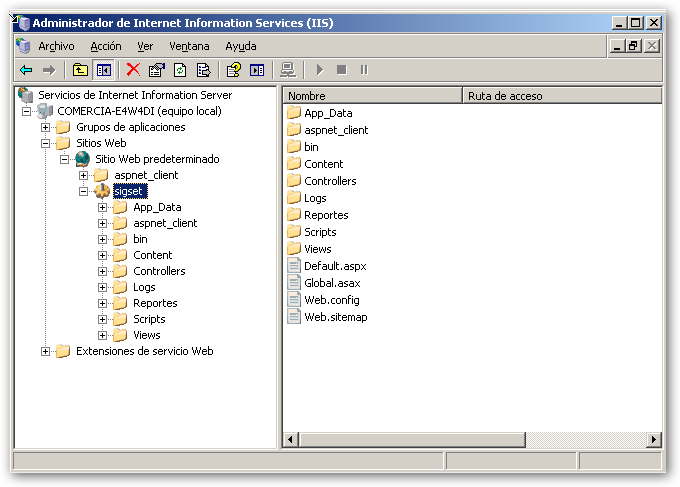 Administrador de Internet Information Services (IIS)
Archivo Acción Ver Ventana Ayuda
Servicios de Internet Information Server
COMERCIA-E4W4DI (equipo local)
Grupos de aplicaciones
Sitios Web
Sitio Web predeterminado
aspnet_client
sigset
App_Data
aspnet_client
bin
Content
Controllers
Logs
Reportes
Scripts
Views
Extensiones de servicio Web
Nombre Ruta de acceso
App_Data
aspnet_client
bin
Content
Controllers
Logs
Reportes
Scripts
Views
Default.aspx
Global.asax
Web.config
Web.sitemap